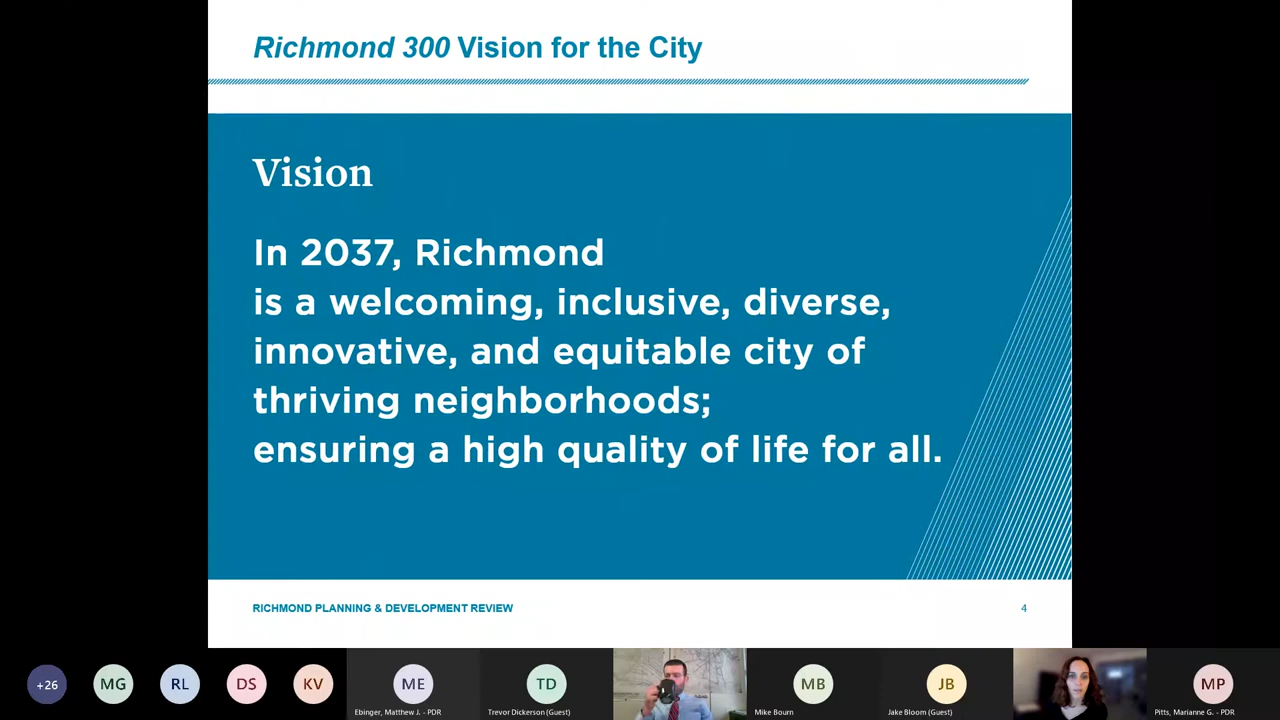 Richmond 300 Vision for the City
Vision
In 2037, Richmond
is a welcoming, inclusive, diverse,
innovative, and equitable city of
thriving neighborhoods;
ensuring a high quality of life for all.
RICHMOND PLANNING & DEVELOPMENT REVIEW
4
+26
MG
RL
DS
KV
ME
Ebinger, Matthew J. - PDR
TD
Trevor Dickerson (Guest)
MB
Mike Bourn
JB
Jake Bloom (Guest)
MP
Pitts, Marianne G. - PDR